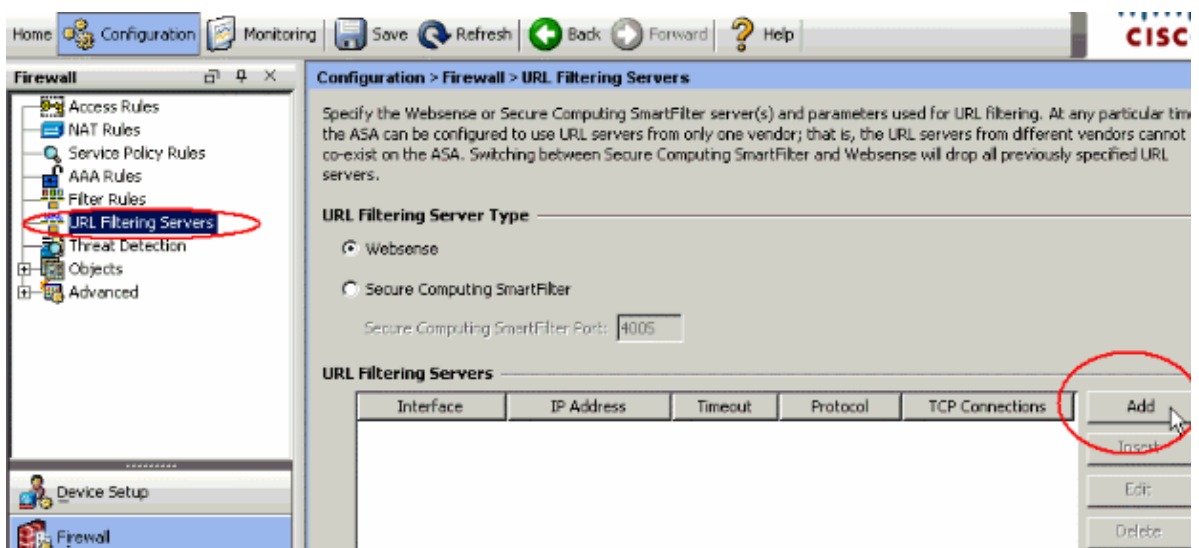 Home Configuration Monitoring Save Refresh Back Forward Help
CISC
Firewall
Access Rules
NAT Rules
Service Policy Rules
AAA Rules
Filter Rules
URL Filtering Servers
Threat Detection
Objects
Advanced
Device Setup
Firewall
Configuration > Firewall > URL Filtering Servers
Specify the Websense or Secure Computing SmartFilter server(s) and parameters used for URL filtering. At any particular time
the ASA can be configured to use URL servers from only one vendor; that is, the URL servers from different vendors cannot
co-exist on the ASA. Switching between Secure Computing SmartFilter and Websense will drop all previously specified URL
servers.
URL Filtering Server Type
Websense
Secure Computing SmartFilter
Secure Computing SmartFilter Port: 4005
URL Filtering Servers
Interface IP Address Timeout Protocol TCP Connections
Add
Insert
Edit
Delete